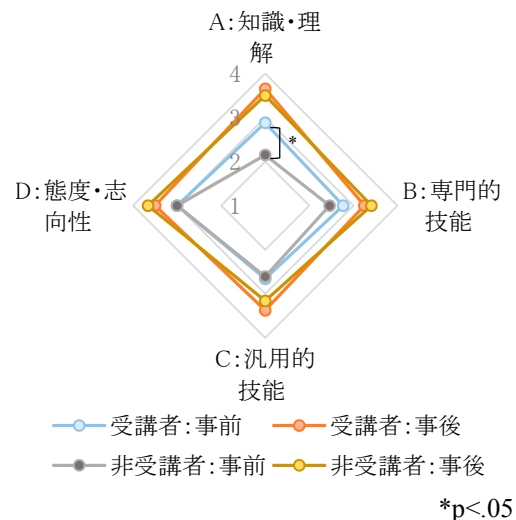 A:知識・理
解
4
3
*
2
D:態度・志
向性
1
B:専門的
技能
C:汎用的
技能
受講者:事前
受講者:事後
非受講者:事前
非受講者:事後
*p<.05